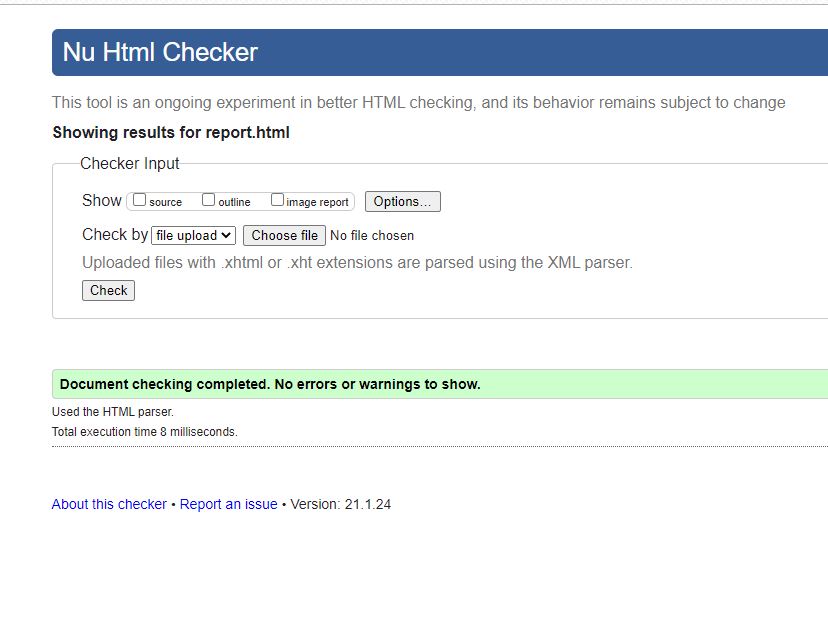 Nu Html Checker
This tool is an ongoing experiment in better HTML checking, and its behavior remains subject to change
Showing results for report.html
Checker Input
Show source outline image report Options...
Check by file upload Choose file No file chosen
Uploaded files with .xhtml or .xht extensions are parsed using the XML parser.
Check
Document checking completed. No errors or warnings to show.
Used the HTML parser.
Total execution time 8 milliseconds.
About this checker • Report an issue • Version: 21.1.24